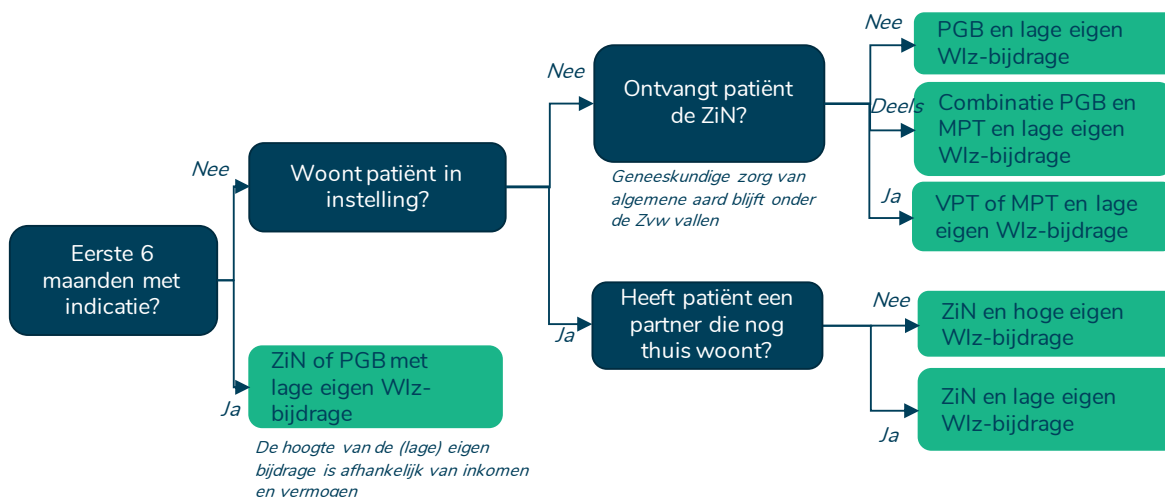 Eerste 6
maanden met
indicatie?
Nee
Ja
Woont patiënt in
instelling?
ZiN of PGB met
lage eigen Wlz-
bijdrage
De hoogte van de (lage) eigen
bijdrage is afhankelijk van inkomen
en vermogen
Nee
Ja
Ontvangt patiënt
de ZiN?
Geneeskundige zorg van
algemene aard blijft onder
de Zvw vallen
Heeft patiënt een
partner die nog
thuis woont?
Nee
Deels
Ja
PGB en lage eigen
Wlz-bijdrage
Combinatie PGB en
MPT en lage eigen
Wlz-bijdrage
VPT of MPT en lage
eigen Wlz-bijdrage
Nee
Ja
ZiN en hoge eigen
Wlz-bijdrage
ZiN en lage eigen
Wlz-bijdrage